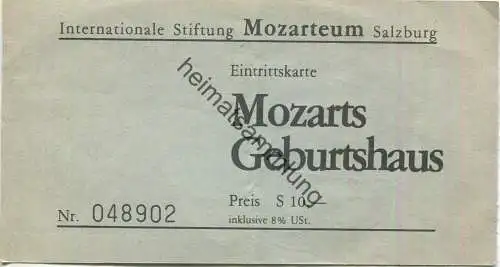 Internationale Stiftung Mozarteum Salzburg
Eintrittskarte
Mozarts
Geburtshaus
Preis S 10,—
inklusive 8% USt.
Nr. 048902
heimatsammlung